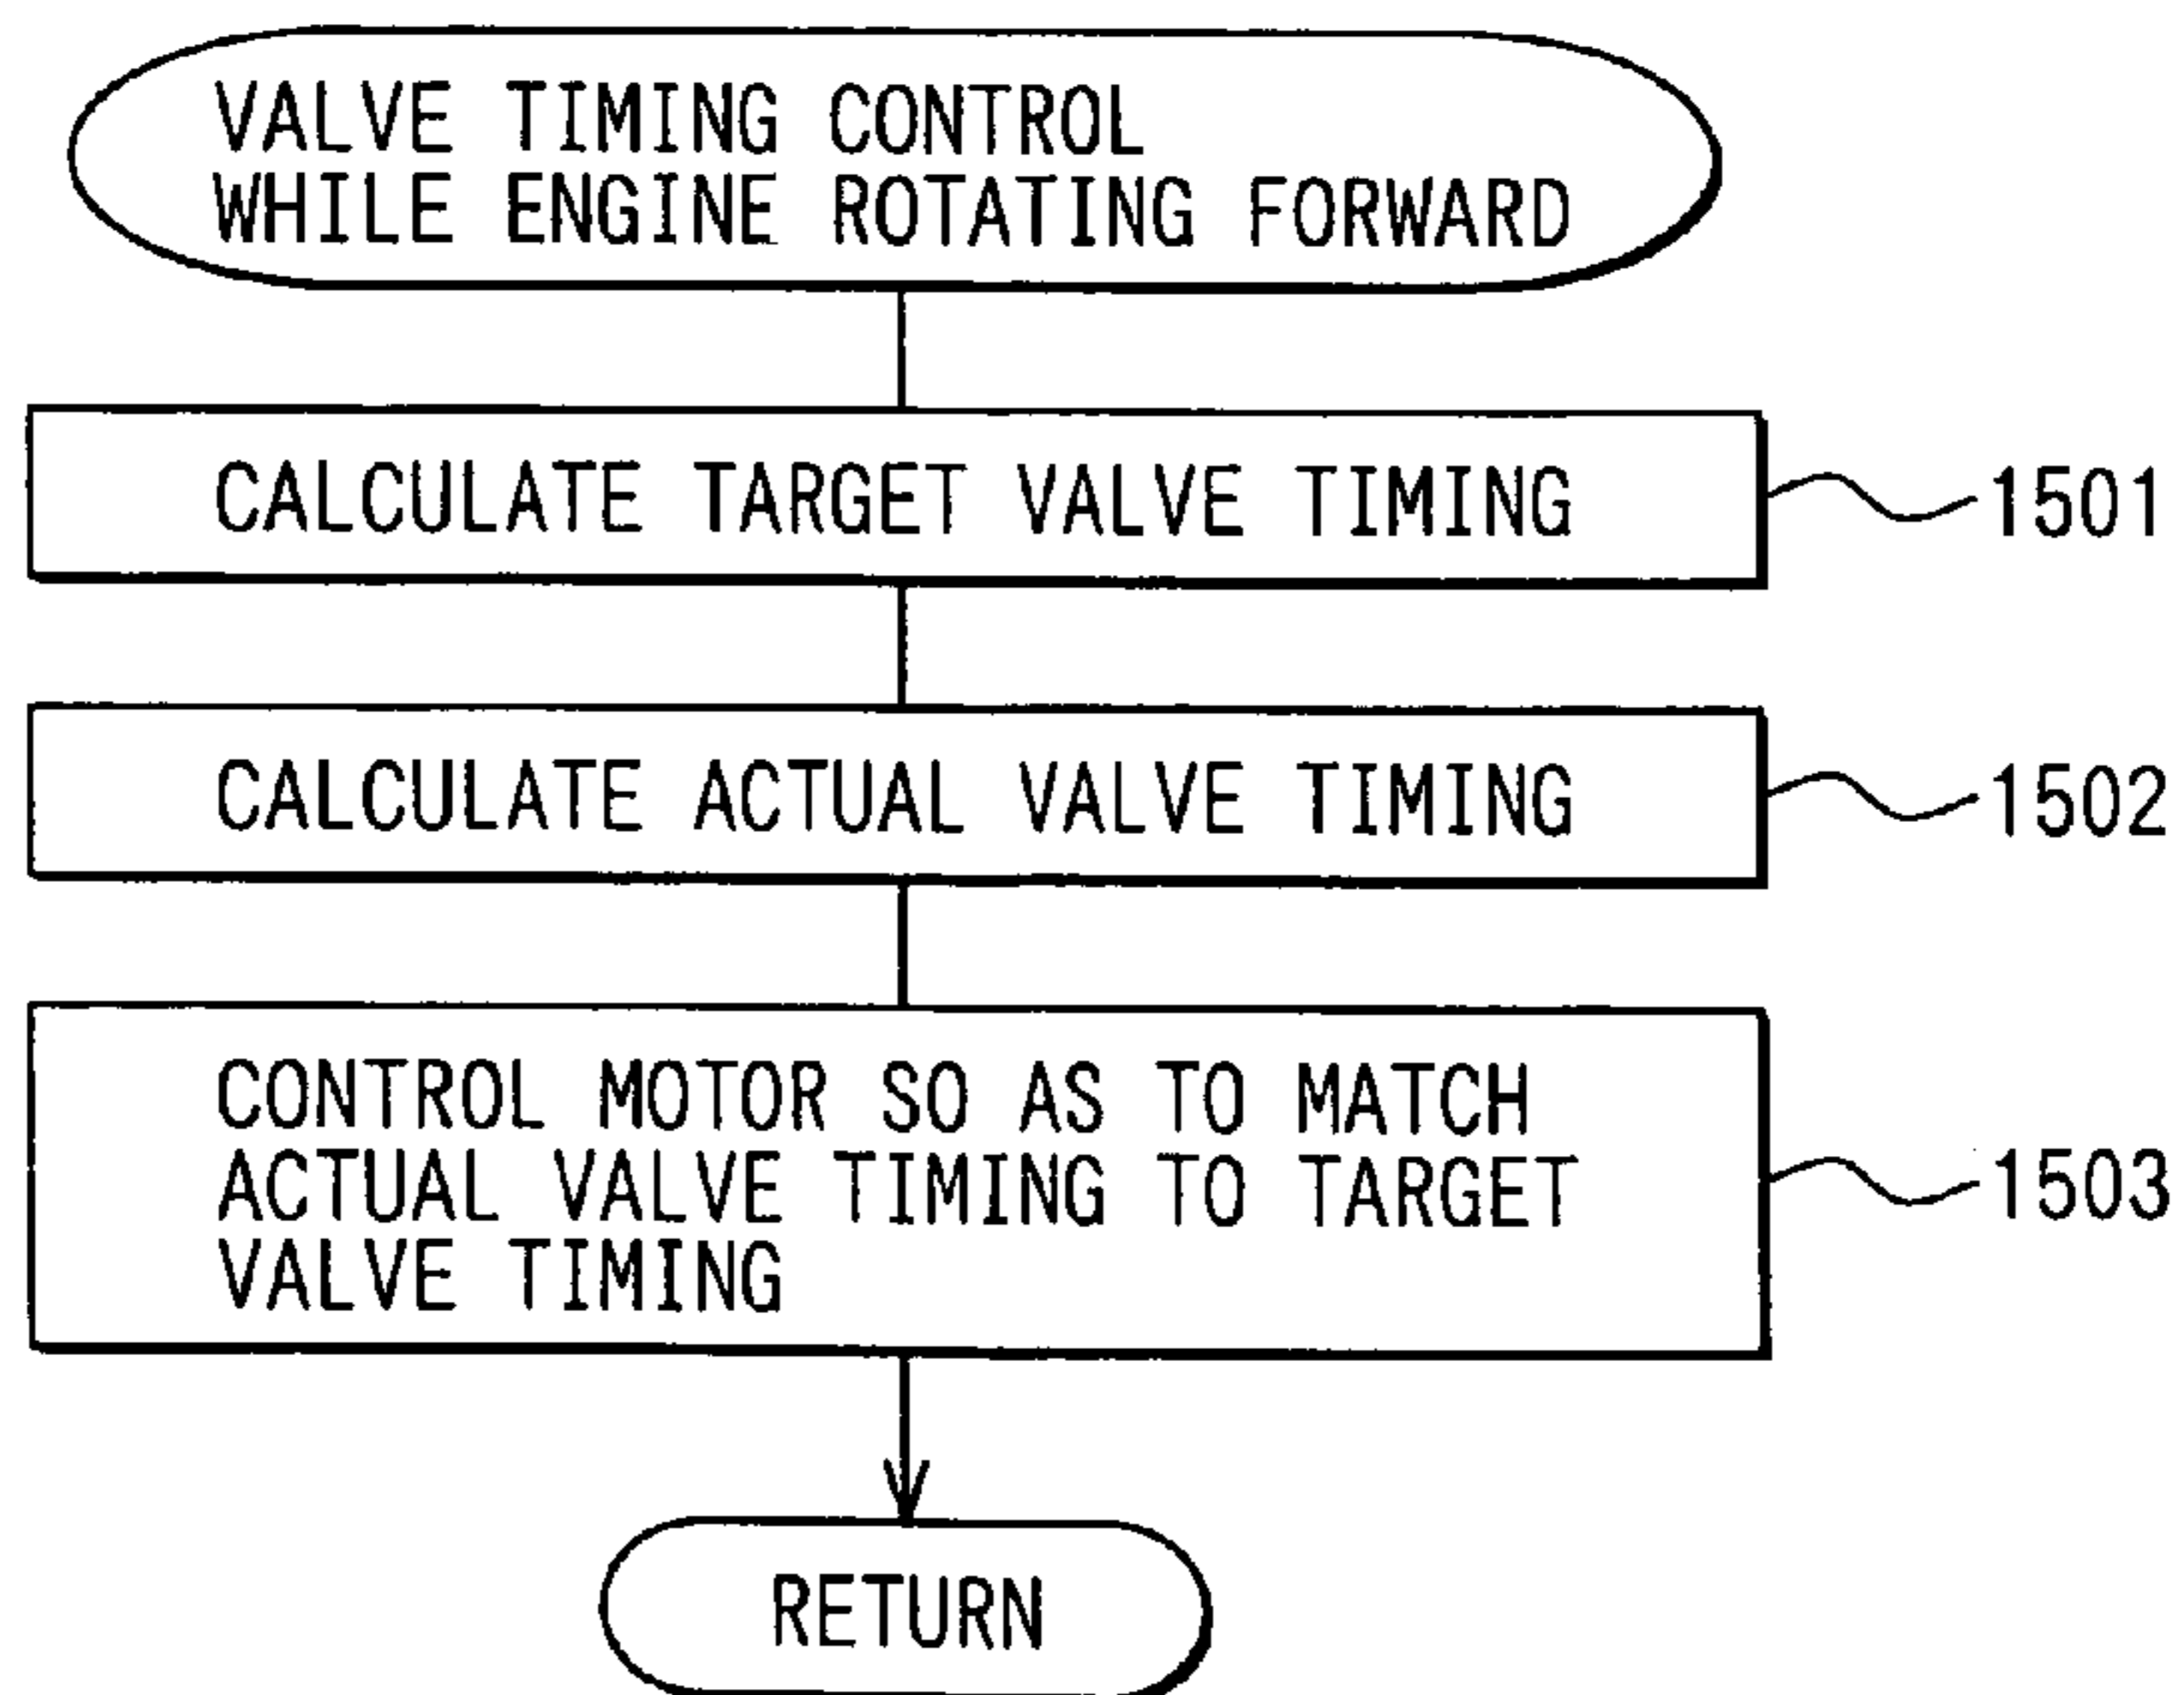 VALVE TIMING CONTROL
WHILE ENGINE ROTATING FORWARD
CALCULATE TARGET VALVE TIMING
1501
CALCULATE ACTUAL VALVE TIMING
1502
CONTROL MOTOR SO AS TO MATCH
ACTUAL VALVE TIMING TO TARGET
VALVE TIMING
1503
RETURN